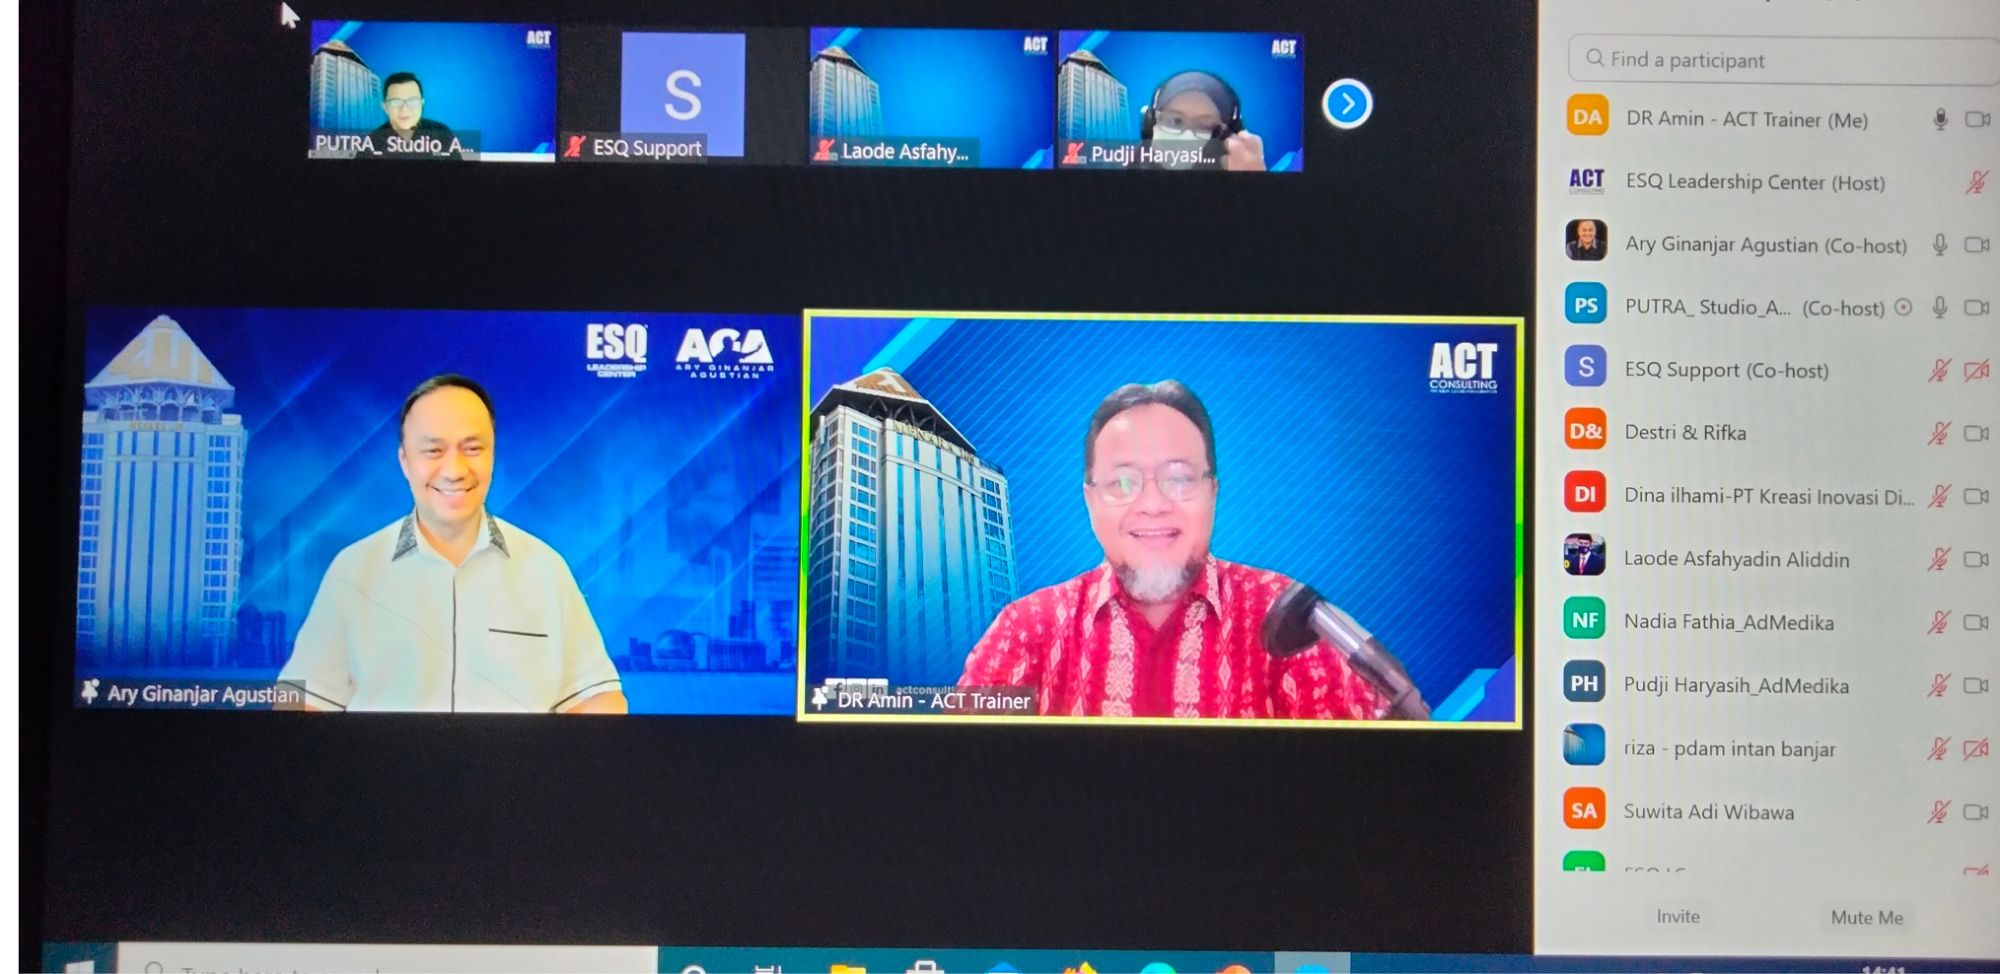 ACT
PUTRA_ Studio_A...
S
ESQ Support
ACT
Laode Asfahy...
ACT
Pudji Haryasi...
ESQ
LEADERSHIP
CENTER
AGA
ARY GINANJAR
AGUSTIAN
Ary Ginanjar Agustian
ACT
CONSULTING
MENARA 165
actconsulti
DR Amin - ACT Trainer
Find a participant
DA DR Amin - ACT Trainer (Me)
ACT ESQ Leadership Center (Host)
Ary Ginanjar Agustian (Co-host)
PS PUTRA_ Studio_A... (Co-host)
S ESQ Support (Co-host)
D& Destri & Rifka
DI Dina ilhami-PT Kreasi Inovasi Di...
Laode Asfahyadin Aliddin
NF Nadia Fathia_AdMedika
PH Pudji Haryasih_AdMedika
riza - pdam intan banjar
SA Suwita Adi Wibawa
Invite
Mute Me